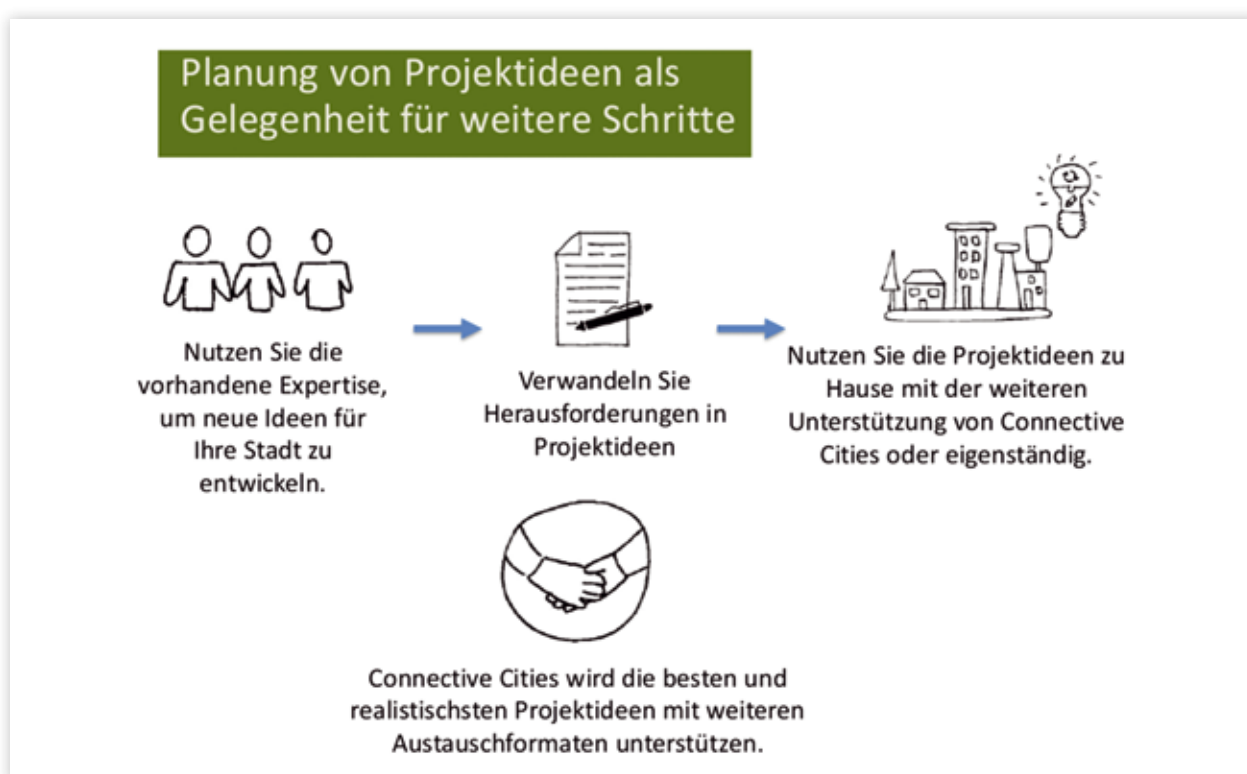 Planung von Projektideen als
Gelegenheit für weitere Schritte
Nutzen Sie die
vorhandene Expertise,
um neue Ideen für
Ihre Stadt zu
entwickeln.
Verwandeln Sie
Herausforderungen in
Projektideen
Nutzen Sie die Projektideen zu
Hause mit der weiteren
Unterstützung von Connective
Cities oder eigenständig.
Connective Cities wird die besten und
realistischsten Projektideen mit weiteren
Austauschformaten unterstützen.